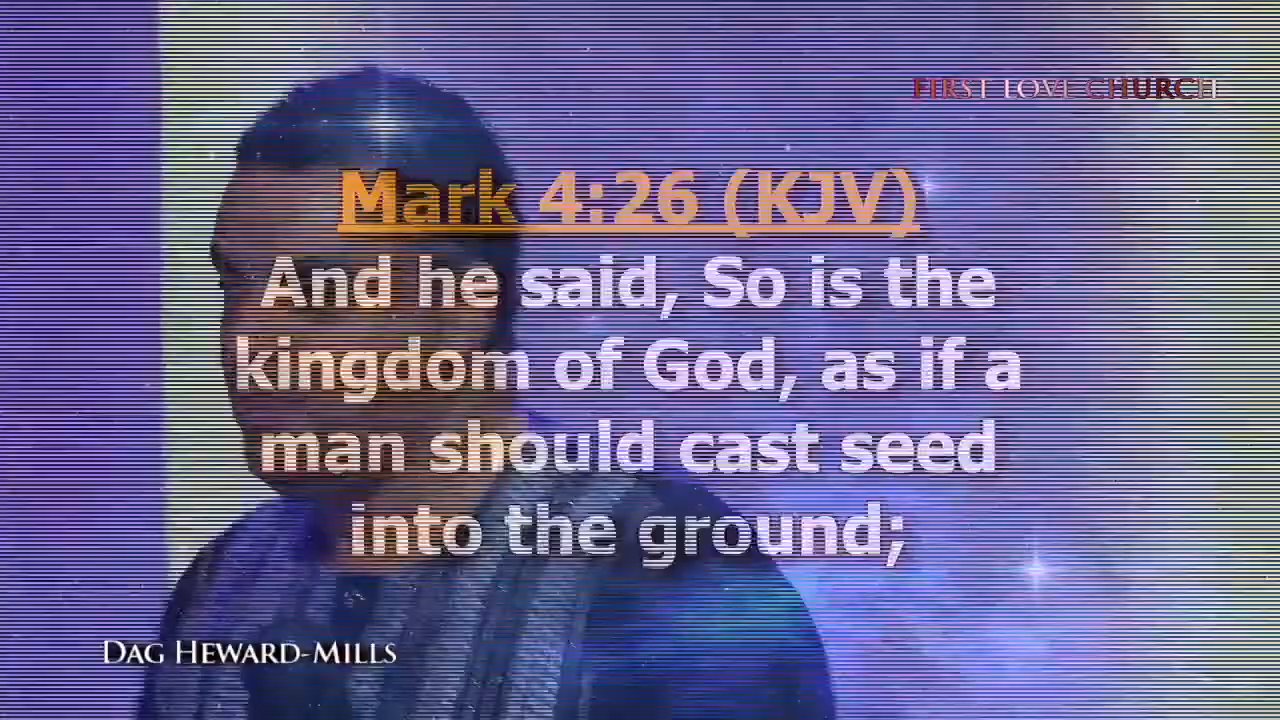 FIRST LOVE CHURCH
Mark 4:26 (KJV)
And he said, So is the
kingdom of God, as if a
man should cast seed
into the ground;
DAG HEWARD-MILLS